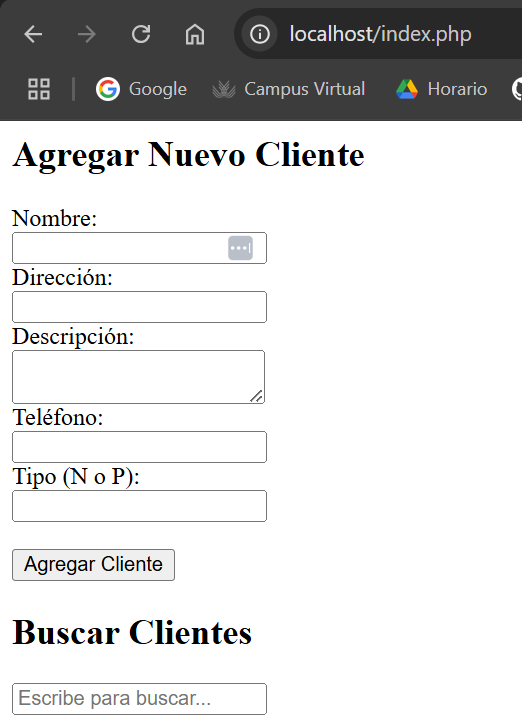 localhost/index.php
Google Campus Virtual Horario
Agregar Nuevo Cliente
Nombre:
Dirección:
Descripción:
Teléfono:
Tipo (N o P):
Agregar Cliente
Buscar Clientes
Escribe para buscar...